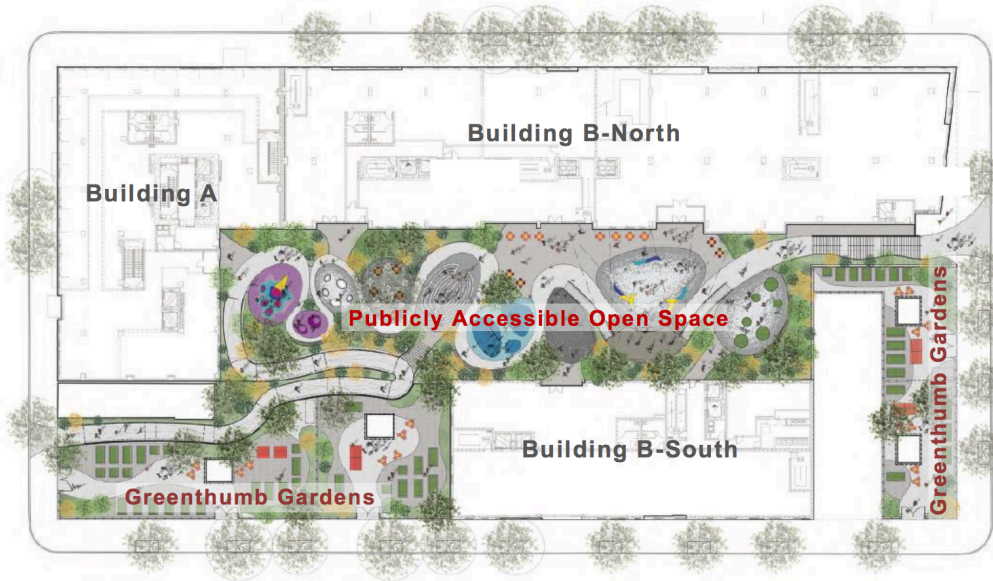 Building B-North
Building A
Publicly Accessible Open Space
Building B-South
Greenthumb Gardens
Greenthumb Gardens